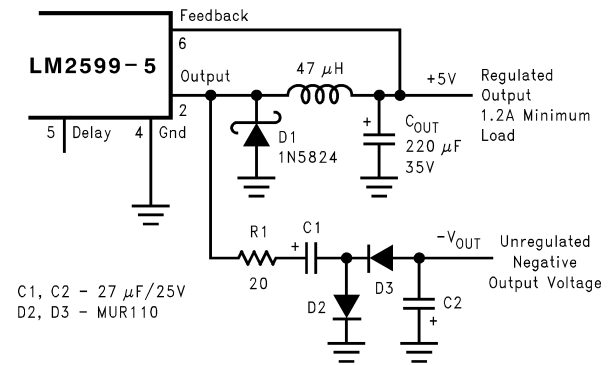 Feedback
6
LM2599-5
Output
2
47 μH
+5V
Regulated
Output
1.2A Minimum
Load
5
Delay
4
Gnd
D1
1N5824
+
COUT
220 μF
35V
R1
20
+
C1
-VOUT
Unregulated
Negative
Output Voltage
D3
D2
C2
+
C1, C2 - 27 μF/25V
D2, D3 - MUR110